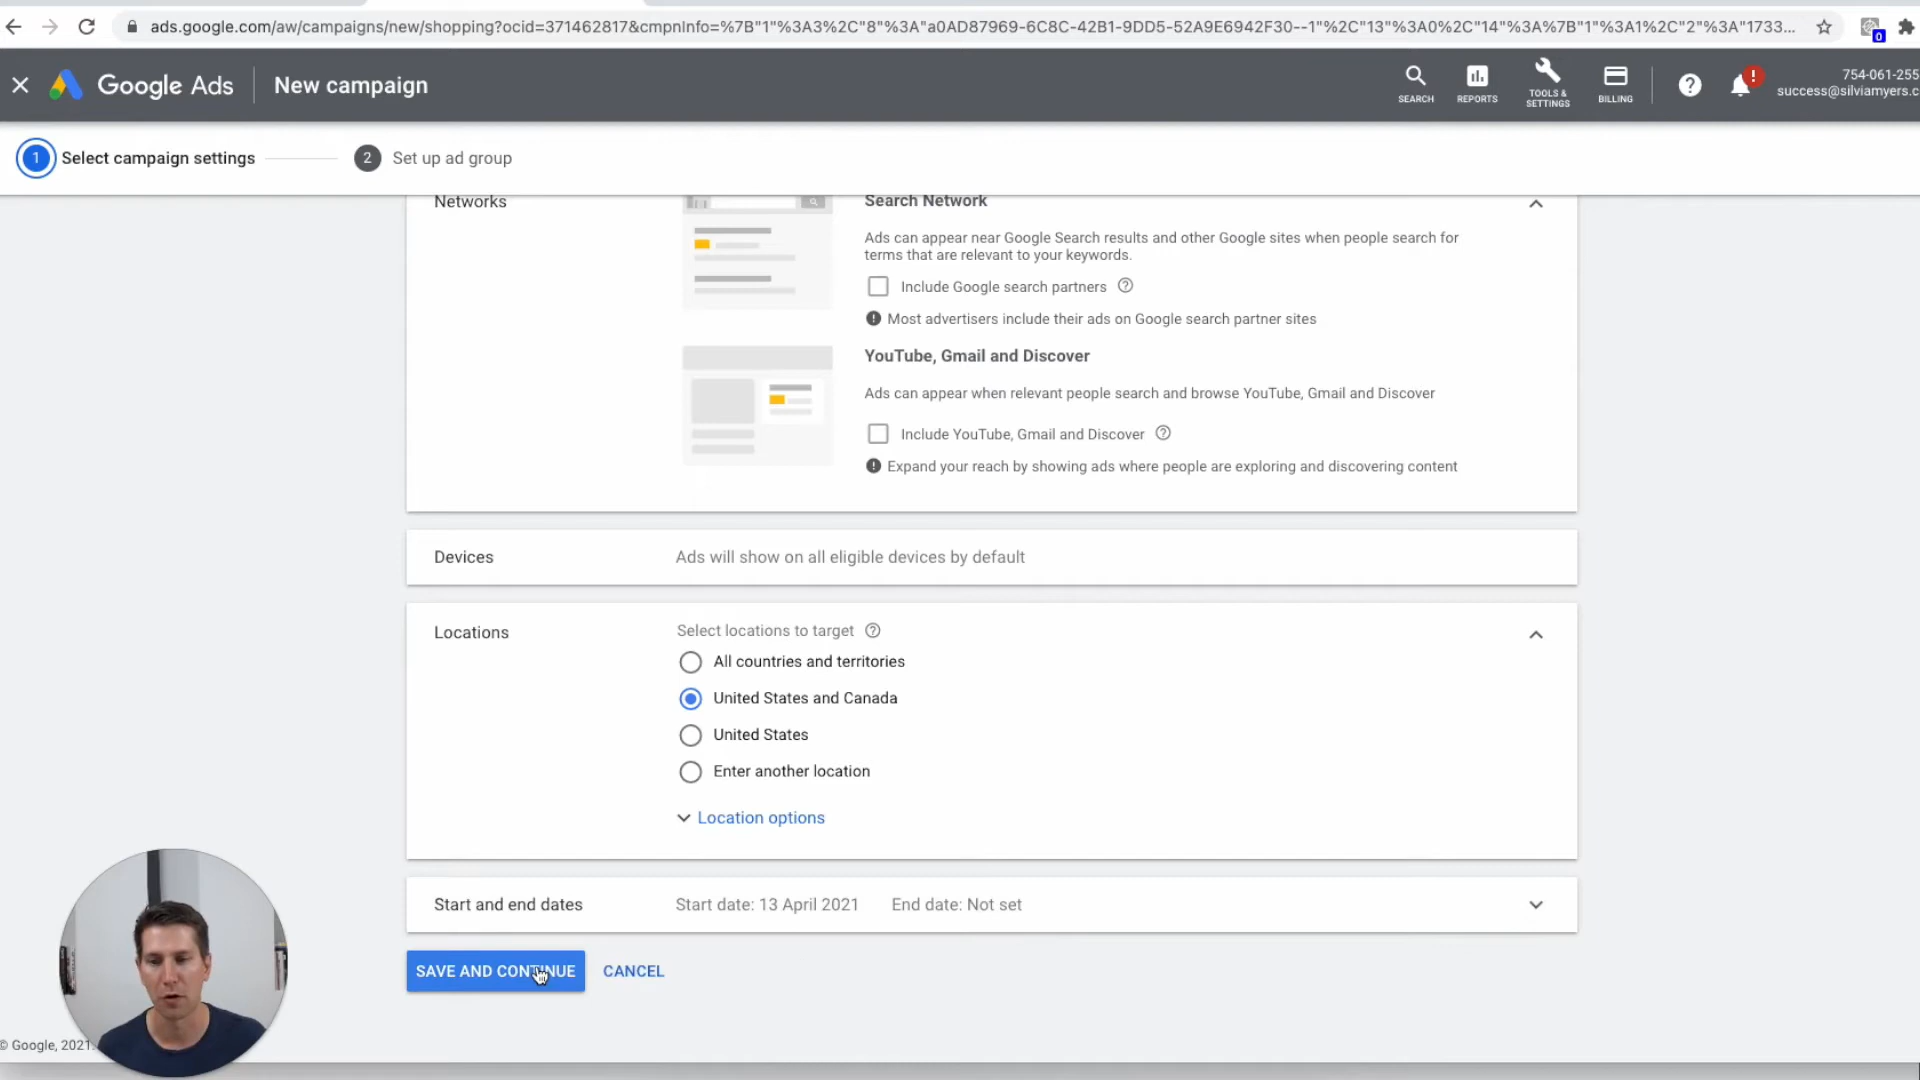 ads.google.com/aw/campaigns/new/shopping?ocid=371462817&cmpnInfo=%7B"1"%3A3%2C"8"%3A"a0AD87969-6C8C-42B1-9DD5-52A9E6942F30--1"%2C"13"%3A0%2C"14"%3A%7B"1"%3A1%2C"2"%3A"1733...
0
Google Ads
New campaign
SEARCH
REPORTS
TOOLS &
SETTINGS
BILLING
?
!
754-061-255
success@silviamyers.c
1 Select campaign settings
2 Set up ad group
Networks
Search Network
Ads can appear near Google Search results and other Google sites when people search for
terms that are relevant to your keywords.
Include Google search partners ?
! Most advertisers include their ads on Google search partner sites
YouTube, Gmail and Discover
Ads can appear when relevant people search and browse YouTube, Gmail and Discover
Include YouTube, Gmail and Discover ?
! Expand your reach by showing ads where people are exploring and discovering content
Devices
Ads will show on all eligible devices by default
Locations
Select locations to target ?
All countries and territories
United States and Canada
United States
Enter another location
Location options
Start and end dates
Start date: 13 April 2021
End date: Not set
SAVE AND CONTINUE
CANCEL
© Google, 2021.